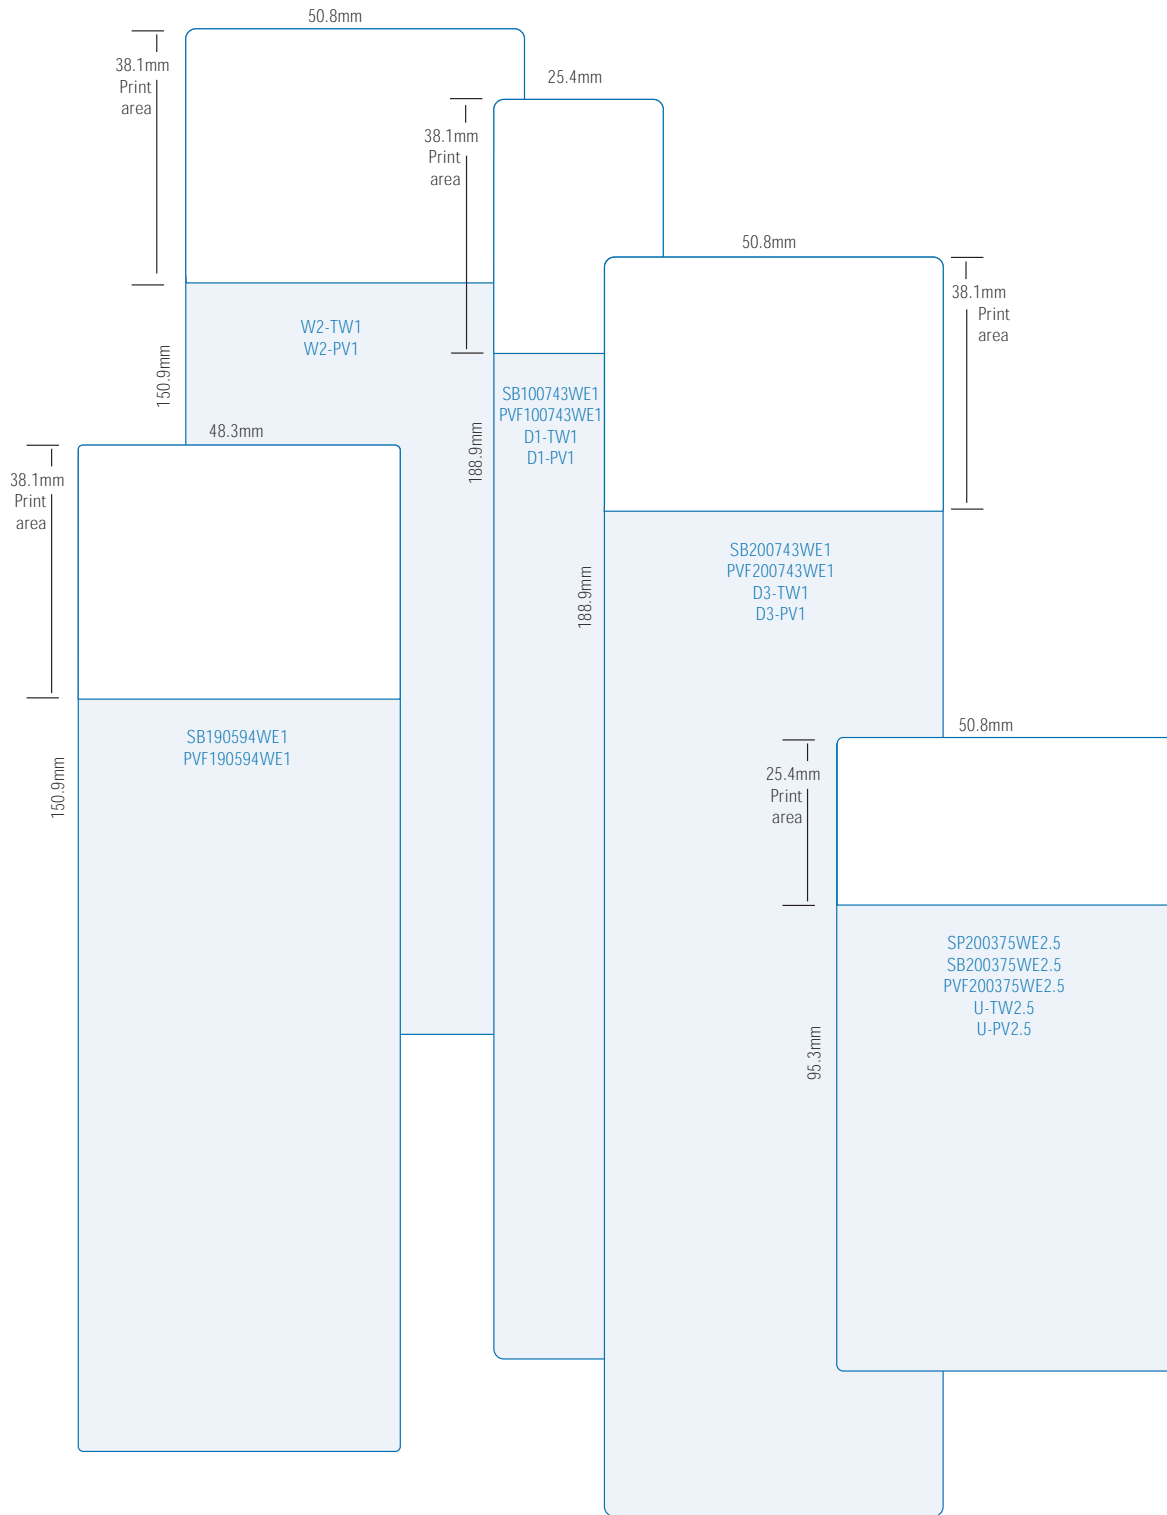 50.8mm
38.1mm
Print
area
W2-TW1
W2-PV1
150.9mm
25.4mm
38.1mm
Print
area
SB100743WE1
PVF100743WE1
D1-TW1
D1-PV1
188.9mm
50.8mm
38.1mm
Print
area
SB200743WE1
PVF200743WE1
D3-TW1
D3-PV1
188.9mm
48.3mm
38.1mm
Print
area
SB190594WE1
PVF190594WE1
150.9mm
50.8mm
25.4mm
Print
area
SP200375WE2.5
SB200375WE2.5
PVF200375WE2.5
U-TW2.5
U-PV2.5
95.3mm